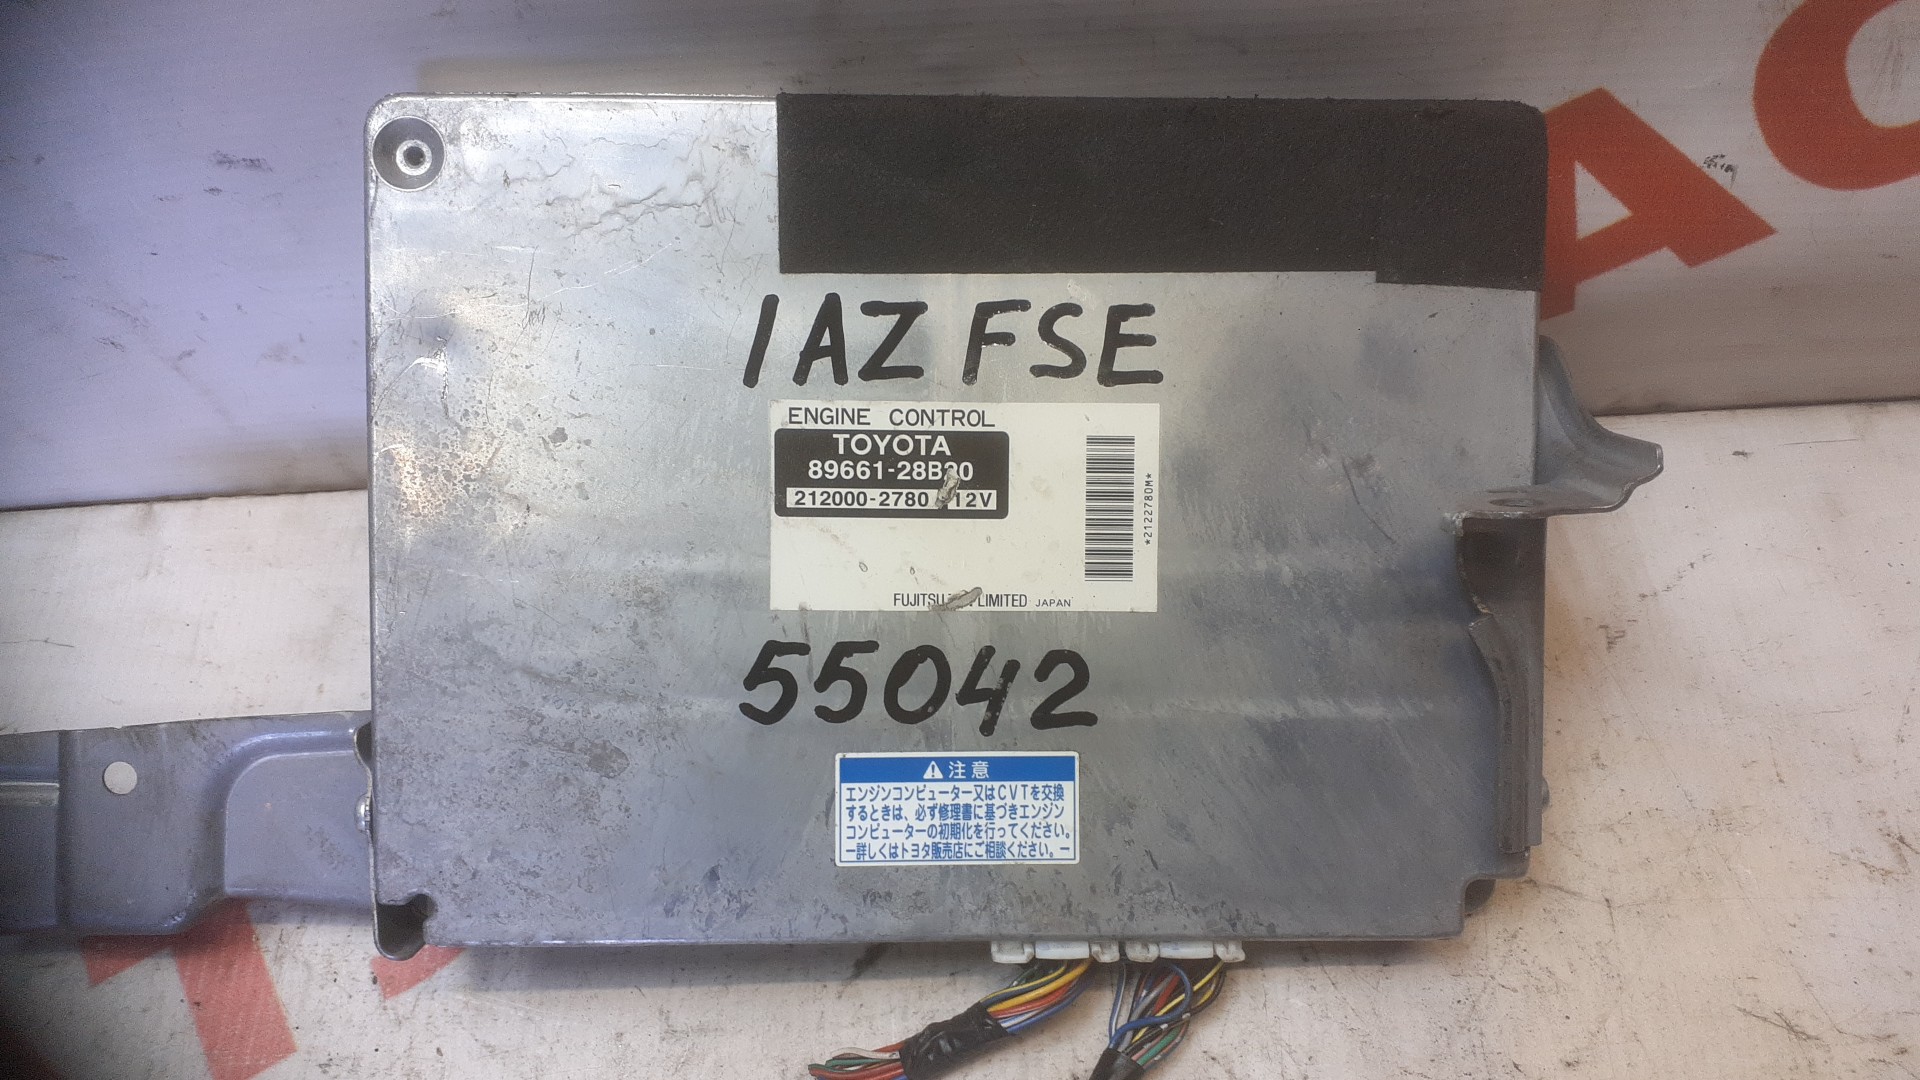 1AZ FSE
ENGINE CONTROL
TOYOTA
212000-2780 12V
*2122780M*
LIMITED JAPAN
55042
⚠注意
エンジンコンピューター又はCVTを交換
するときは、必ず修理書に基づきエンジン
コンピューターの初期化を行ってください。
ー詳しくはトヨタ販売店にご相談ください。ー